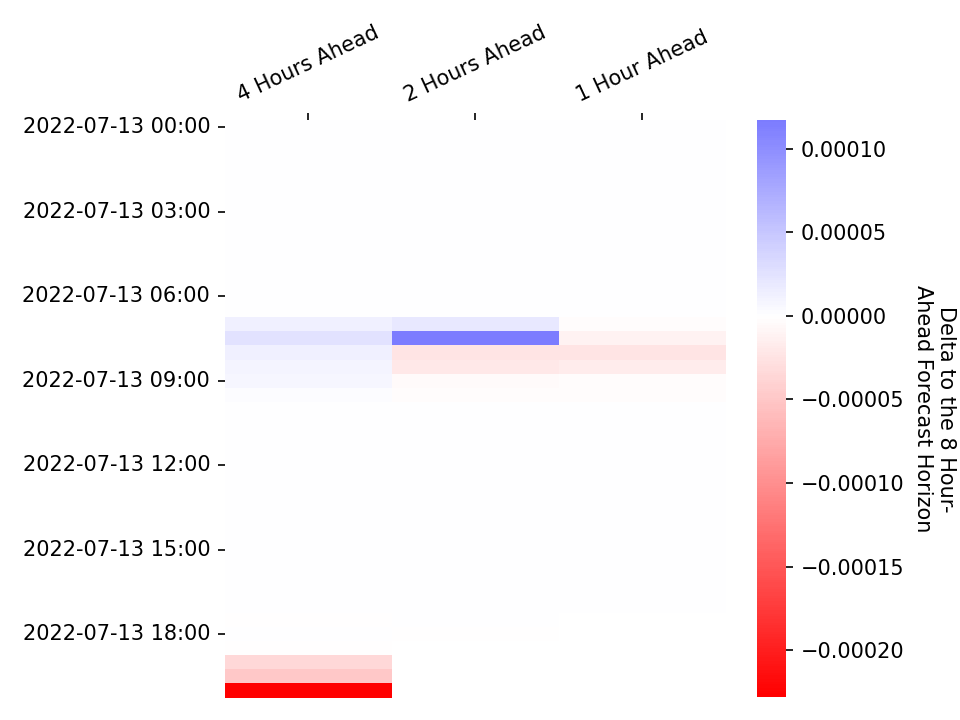 4 Hours Ahead
2 Hours Ahead
1 Hour Ahead
2022-07-13 00:00
2022-07-13 03:00
2022-07-13 06:00
2022-07-13 09:00
2022-07-13 12:00
2022-07-13 15:00
2022-07-13 18:00
0.00010
0.00005
0.00000
−0.00005
−0.00010
−0.00015
−0.00020
Delta to the 8 Hour-
Ahead Forecast Horizon